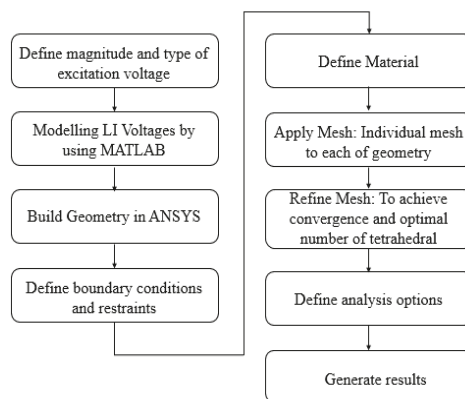 Define magnitude and type of
excitation voltage
Modelling LI Voltages by
using MATLAB
Build Geometry in ANSYS
Define boundary conditions
and restraints
Define Material
Apply Mesh: Individual mesh
to each of geometry
Refine Mesh: To achieve
convergence and optimal
number of tetrahedral
Define analysis options
Generate results